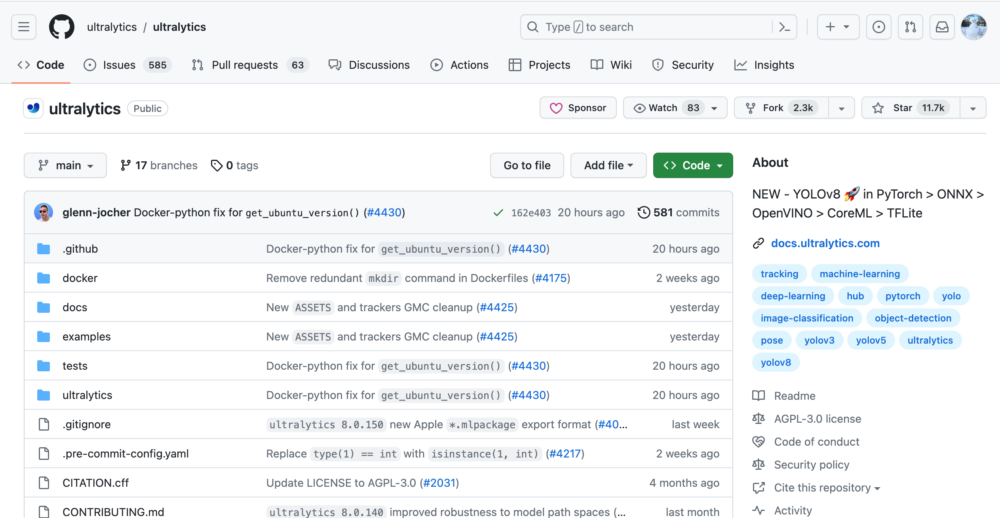 ultralytics / ultralytics
Type / to search
Code Issues 585 Pull requests 63 Discussions Actions Projects Wiki Security Insights
ultralytics Public
Sponsor Watch 83 Fork 2.3k Star 11.7k
main 17 branches 0 tags
Go to file Add file Code
glenn-jocher Docker-python fix for get_ubuntu_version() (#4430) 162e403 20 hours ago 581 commits
.github Docker-python fix for get_ubuntu_version() (#4430) 20 hours ago
docker Remove redundant mkdir command in Dockerfiles (#4175) 2 weeks ago
docs New ASSETS and trackers GMC cleanup (#4425) yesterday
examples New ASSETS and trackers GMC cleanup (#4425) yesterday
tests Docker-python fix for get_ubuntu_version() (#4430) 20 hours ago
ultralytics Docker-python fix for get_ubuntu_version() (#4430) 20 hours ago
.gitignore ultralytics 8.0.150 new Apple *.mlpackage export format (#40... last week
.pre-commit-config.yaml Replace type(1) == int with isinstance(1, int) (#4217) 2 weeks ago
CITATION.cff Update LICENSE to AGPL-3.0 (#2031) 4 months ago
CONTRIBUTING.md ultralytics 8.0.140 improved robustness to model path spaces (... last month
About
NEW - YOLOv8 🚀 in PyTorch > ONNX >
OpenVINO > CoreML > TFLite
docs.ultralytics.com
tracking machine-learning
deep-learning hub pytorch yolo
image-classification object-detection
pose yolov3 yolov5 ultralytics
yolov8
Readme
AGPL-3.0 license
Code of conduct
Security policy
Cite this repository
Activity